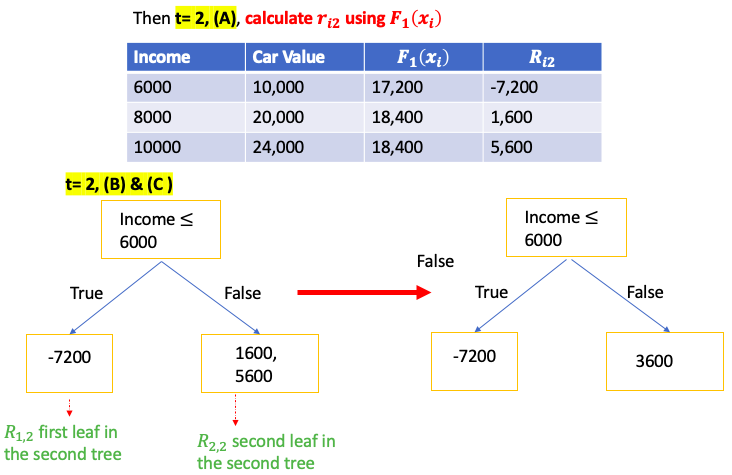 Then t= 2, (A), calculate r_{i2} using F_1(x_i)
Income Car Value F_1(x_i) R_{i2}
6000 10,000 17,200 -7,200
8000 20,000 18,400 1,600
10000 24,000 18,400 5,600
t= 2, (B) & (C )
Income ≤
6000
True
False
-7200
1600,
5600
R_{1,2} first leaf in
the second tree
R_{2,2} second leaf in
the second tree
False
Income ≤
6000
True
False
-7200
3600